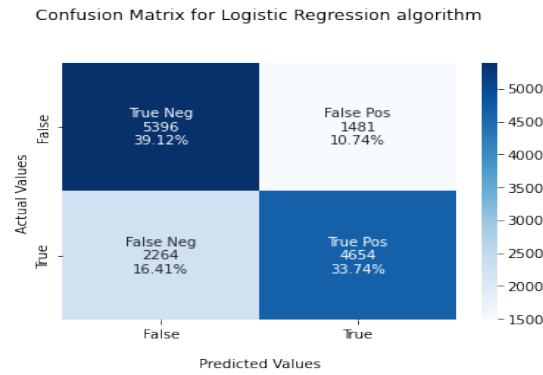 Confusion Matrix for Logistic Regression algorithm
True Neg
5396
39.12%
False Pos
1481
10.74%
False Neg
2264
16.41%
True Pos
4654
33.74%
Actual Values
False
True
False
True
Predicted Values
5000
4500
4000
3500
3000
2500
2000
1500